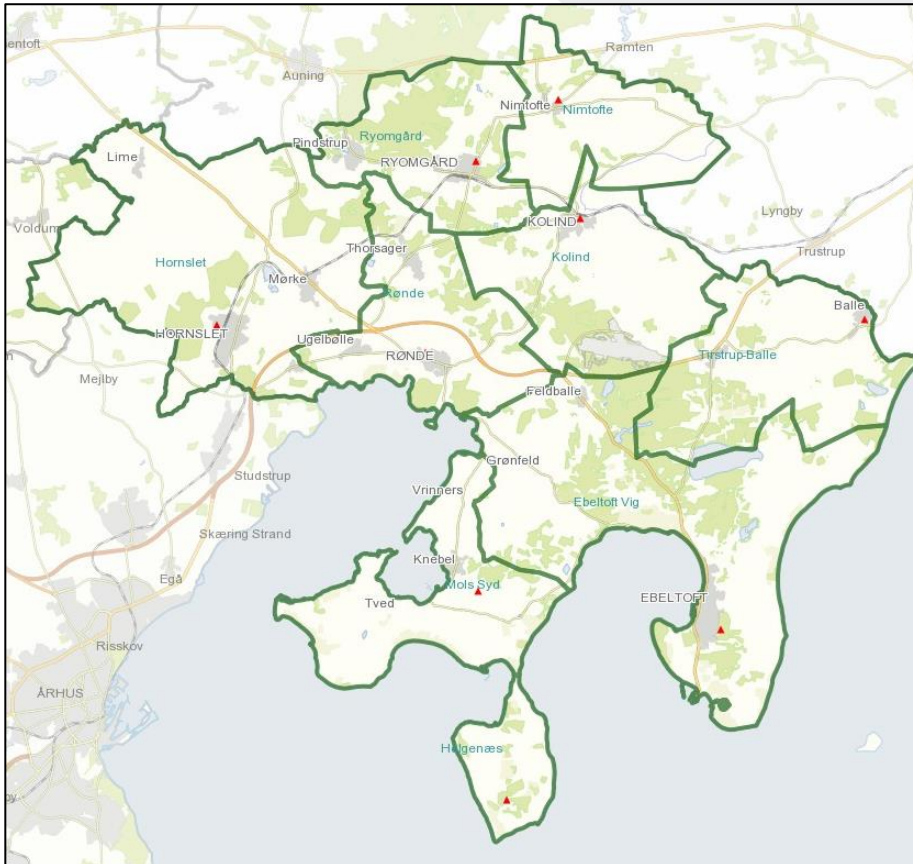 Ramten
Auning
Nimtofte
Nimtofte
Ryomgård
Pindstrup
RYOMGÅRD
Lime
Lyngby
KOLIND
Voldum
Trustrup
Thorsager
Kolind
Hornslet
Mørke
Rønde
Balle
HORNSLET
Ugelbølle
RØNDE
Tirstrup-Balle
Mejlby
Feldballe
Grønfeld
Studstrup
Vrinners
Ebeltoft Vig
Skæring Strand
Knebel
Egå
Mols Syd
Tved
EBELTOFT
Risskov
ÅRHUS
Helgenæs